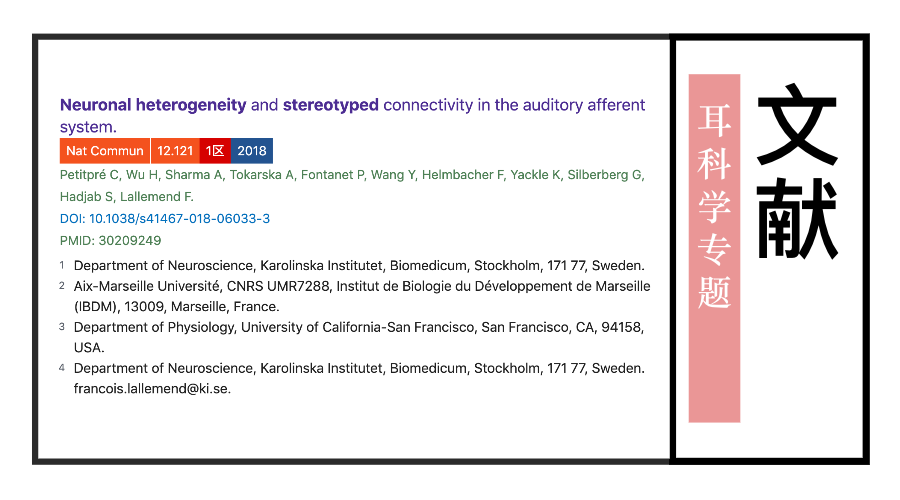 Neuronal heterogeneity and stereotyped connectivity in the auditory afferent
system.
Nat Commun 12.121 1区 2018
Petitpré C, Wu H, Sharma A, Tokarska A, Fontanet P, Wang Y, Helmbacher F, Yackle K, Silberberg G,
Hadjab S, Lallemend F.
DOI: 10.1038/s41467-018-06033-3
PMID: 30209249
1 Department of Neuroscience, Karolinska Institutet, Biomedicum, Stockholm, 171 77, Sweden.
2 Aix-Marseille Université, CNRS UMR7288, Institut de Biologie du Développement de Marseille
(IBDM), 13009, Marseille, France.
3 Department of Physiology, University of California-San Francisco, San Francisco, CA, 94158,
USA.
4 Department of Neuroscience, Karolinska Institutet, Biomedicum, Stockholm, 171 77, Sweden.
francois.lallemend@ki.se.
文献
耳科学专题